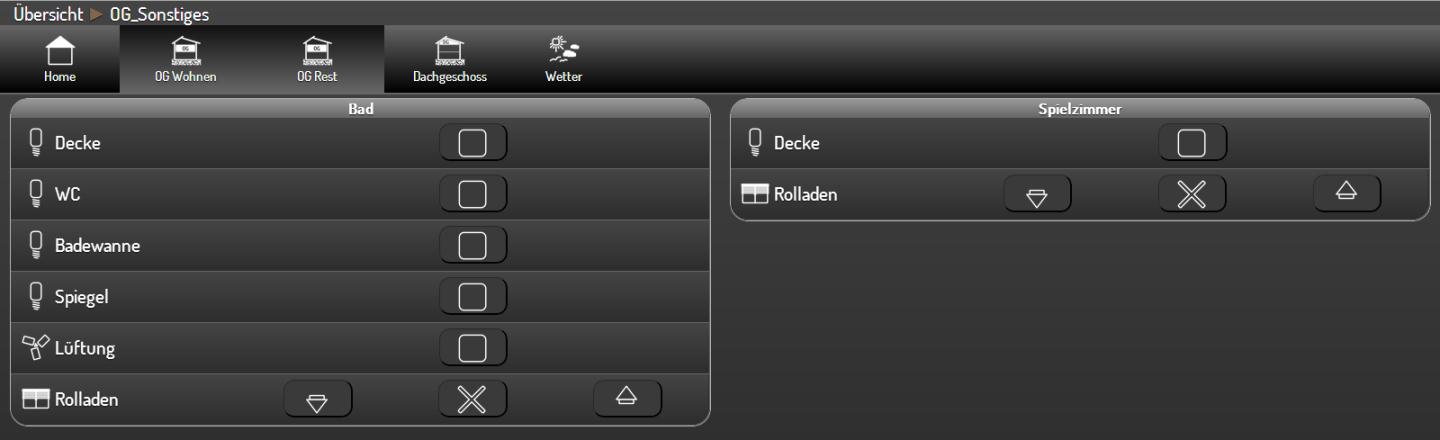 Übersicht ▶ OG_Sonstiges
Home OG Wohnen OG Rest Dachgeschoss Wetter
Bad
Decke
WC
Badewanne
Spiegel
Lüftung
Rolladen
Spielzimmer
Decke
Rolladen